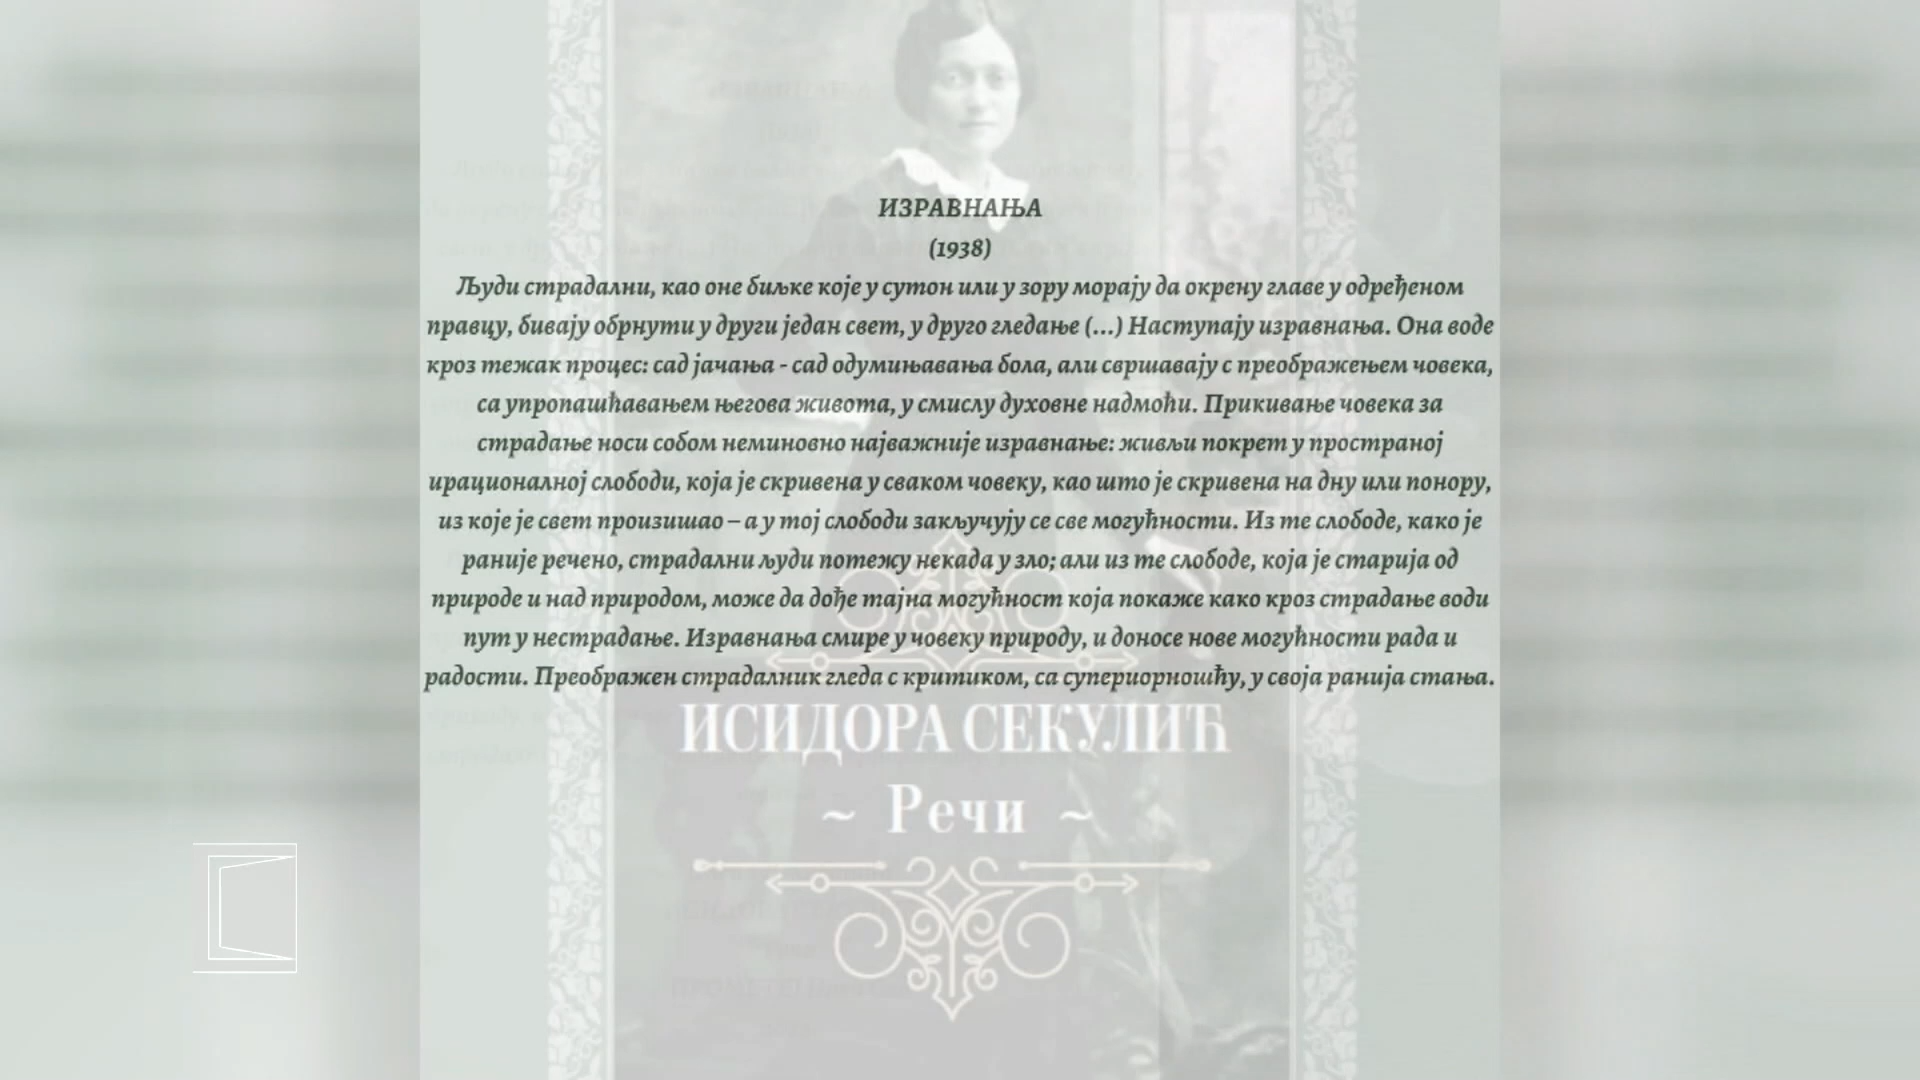 ИЗРАВНАЊА
(1938)
Људи страдални, као оне биљке које у сутон или у зору морају да окрену главе у одређеном
правцу, бивају обрнути у други један свет, у друго гледање (...) Наступају изравнања. Она воде
кроз тежак процес: сад јачања - сад одумињавања бола, али свршавају с преображењем човека,
са упропашћавањем његова живота, у смислу духовне надмоћи. Прикивање човека за
страдање носи собом неминовно најважније изравнање: живљи покрет у пространој
ирационалној слободи, која је скривена у сваком човеку, као што је скривена на дну или понору,
из које је свет произишао – а у тој слободи закључују се све могућности. Из те слободе, како је
раније речено, страдални људи потежу некада у зло; али из те слободе, која је старија од
природе и над природом, може да дође тајна могућност која покаже како кроз страдање води
пут у нестрадање. Изравнања смире у човеку природу, и доносе нове могућности рада и
радости. Преображен страдалник гледа с критиком, са супериорношћу, у своја ранија стања.
ИСИДОРА СЕКУЛИЋ
~ Речи ~